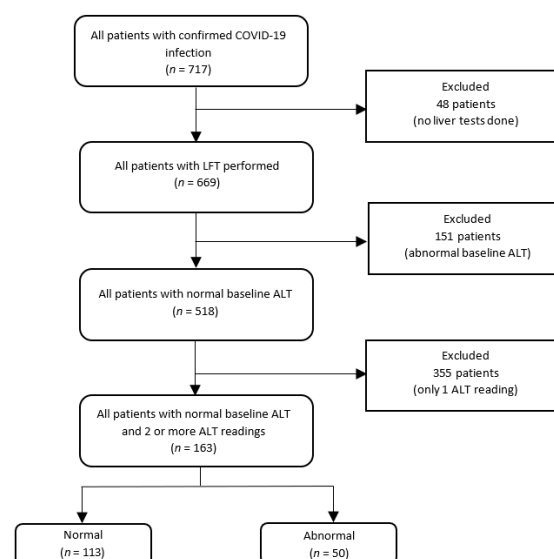 All patients with confirmed COVID-19
infection
(n = 717)
Excluded
48 patients
(no liver tests done)
All patients with LFT performed
(n = 669)
Excluded
151 patients
(abnormal baseline ALT)
All patients with normal baseline ALT
(n = 518)
Excluded
355 patients
(only 1 ALT reading)
All patients with normal baseline ALT
and 2 or more ALT readings
(n = 163)
Normal
(n = 113)
Abnormal
(n = 50)